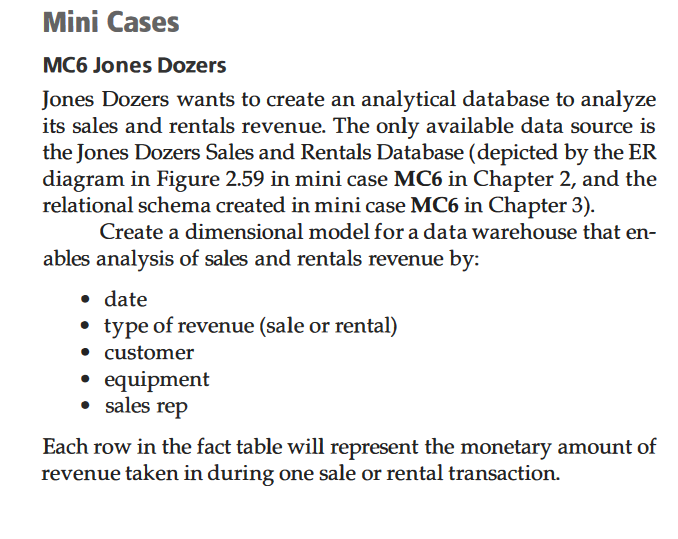 Mini Cases
MC6 Jones Dozers
Jones Dozers wants to create an analytical database to analyze
its sales and rentals revenue. The only available data source is
the Jones Dozers Sales and Rentals Database (depicted by the ER
diagram in Figure 2.59 in mini case MC6 in Chapter 2, and the
relational schema created in mini case MC6 in Chapter 3).
Create a dimensional model for a data warehouse that en-
ables analysis of sales and rentals revenue by:
• date
• type of revenue (sale or rental)
• customer
• equipment
• sales rep
Each row in the fact table will represent the monetary amount of
revenue taken in during one sale or rental transaction.